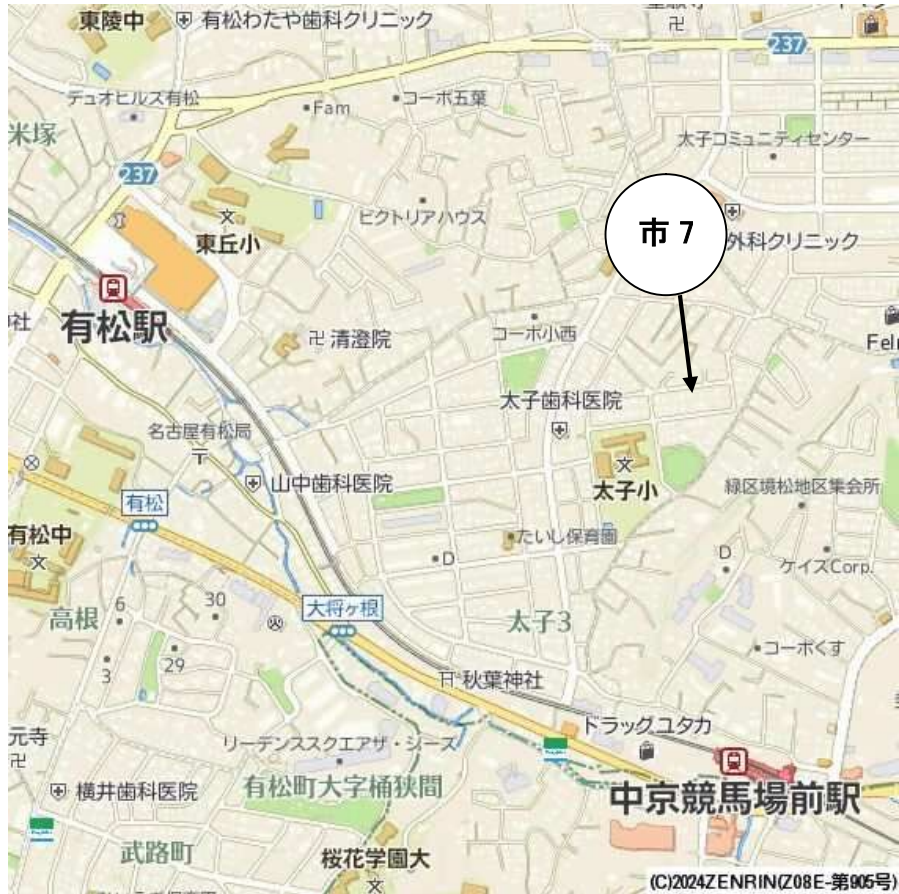 東陵中
有松わたや歯科クリニック
237
デュオヒルズ有松
Fam
コーポ五葉
太子コミュニティセンター
米塚
237
東丘小
ビクトリアハウス
市 7
外科クリニック
有松駅
清澄院
コーポ小西
Fel
太子歯科医院
名古屋有松局
山中歯科医院
太子小
緑区境松地区集会所
有松
有松中
たいし保育園
D
D
ケイズCorp.
高根
6
30
大将ヶ根
太子3
コーポくす
3
29
秋葉神社
元寺
リーデンススクエアザ・シーズ
ドラッグユタカ
横井歯科医院
有松町大字桶狭間
中京競馬場前駅
武路町
桜花学園大
(C)2024ZENRIN(Z08E-第905号)